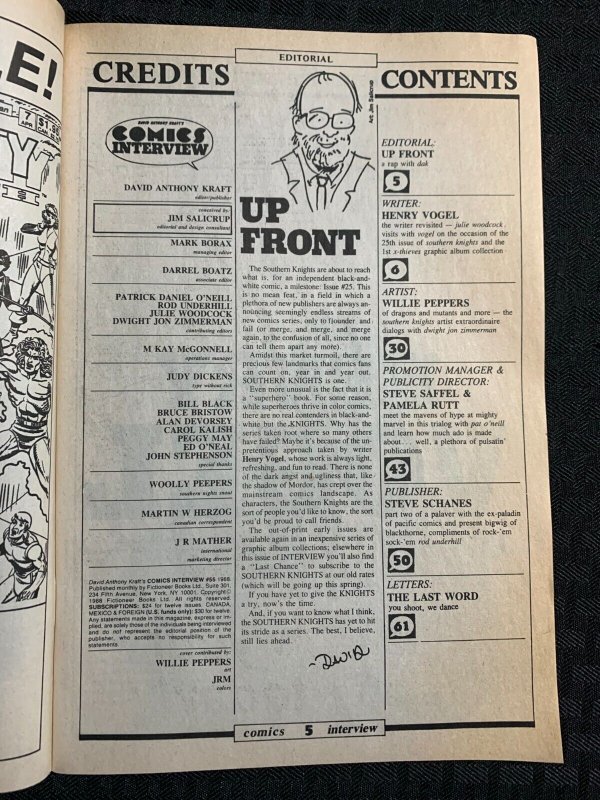 E!
an
7
APR
$1.95
CAN. $2.50
TY
TM
CREDITS
DAVID ANTHONY KRAFT'S
COMICS
INTERVIEW
DAVID ANTHONY KRAFT
editor/publisher
conceived by
JIM SALICRUP
editorial and design consultant
MARK BORAX
managing editor
DARREL BOATZ
associate editor
PATRICK DANIEL O'NEILL
ROD UNDERHILL
JULIE WOODCOCK
DWIGHT JON ZIMMERMAN
contributing editors
M KAY McGONNELL
operations manager
JUDY DICKENS
type without rich
BILL BLACK
BRUCE BRISTOW
ALAN DEVORSEY
CAROL KALISH
PEGGY MAY
ED O'NEAL
JOHN STEPHENSON
special thanks
WOOLLY PEEPERS
southern nights snout
MARTIN W HERZOG
canadian correspondent
J R MATHER
international
marketing director
David Anthony Kraft's COMICS INTERVIEW #56 1988.
Published monthly by Fictioneer Books Ltd., Suite 301,
234 Fifth Avenue, New York, NY 10001. Copyright©
1988 Fictioneer Books Ltd. All rights reserved.
SUBSCRIPTIONS: $24 for twelve issues. CANADA,
MEXICO & FOREIGN (U.S. funds only): $30 for twelve.
Any statements made in this magazine, express or im-
plied, are solely those of the individuals being interviewed
and do not represent the editorial position of the
publisher, who accepts no responsibility for such
statements.
cover contributed by:
WILLIE PEPPERS
art
JRM
colors
EDITORIAL
Art: Jim Salicrup
UP
FRONT
The Southern Knights are about to reach
what is, for an independent black-and-
white comic, a milestone: Issue #25. This
is no mean feat, in a field in which a
plethora of new publishers are always an-
nouncing seemingly endless streams of
new comics series, only to founder and
fail (or merge, and merge, and merge
again, to the confusion of all, since no one
can tell them apart any more).
Amidst this market turmoil, there are
precious few landmarks that comics fans
can count on, year in and year out.
SOUTHERN KNIGHTS is one.
Even more unusual is the fact that it is
a "superhero" book. For some reason,
while superheroes thrive in color comics,
there are no real contenders in black-and-
white, but the KNIGHTS. Why has the
series taken root where so many others
have failed? Maybe it's because of the un-
pretentious approach taken by writer
Henry Vogel, whose work is always light,
refreshing, and fun to read. There is none
of the dark angst and ugliness that, like
the shadow of Mordor, has crept over the
mainstream comics landscape. As
characters, the Southern Knights are the
sort of people you'd like to know, the sort
you'd be proud to call friends.
The out-of-print early issues are
available again in an inexpensive series of
graphic album collections; elsewhere in
this issue of INTERVIEW you'll also find
a "Last Chance" to subscribe to the
SOUTHERN KNIGHTS at our old rates
(which will be going up this spring).
If you have yet to give the KNIGHTS
a try, now's the time.
And, if you want to know what I think,
the SOUTHERN KNIGHTS has yet to hit
its stride as a series. The best, I believe,
still lies ahead.
~David
CONTENTS
EDITORIAL:
UP FRONT
a rap with dak
5
WRITER:
HENRY VOGEL
the writer revisited — julie woodcock,
visits with vogel on the occasion of the
25th issue of southern knights and the
1st x-thieves graphic album collection
6
ARTIST:
WILLIE PEPPERS
of dragons and mutants and more — the
southern knights artist extraordinaire
dialogs with dwight jon zimmerman
30
PROMOTION MANAGER &
PUBLICITY DIRECTOR:
STEVE SAFFEL &
PAMELA RUTT
meet the mavens of hype at mighty
marvel in this trialog with pat o'neill
and learn how much ado is made
about. . . well, a plethora of pulsatin'
publications
43
PUBLISHER:
STEVE SCHANES
part two of a palaver with the ex-paladin
of pacific comics and present bigwig of
blackthorne, compliments of rock-'em
sock-'em rod underhill
50
LETTERS:
THE LAST WORD
you shoot, we dance
61
comics 5 interview